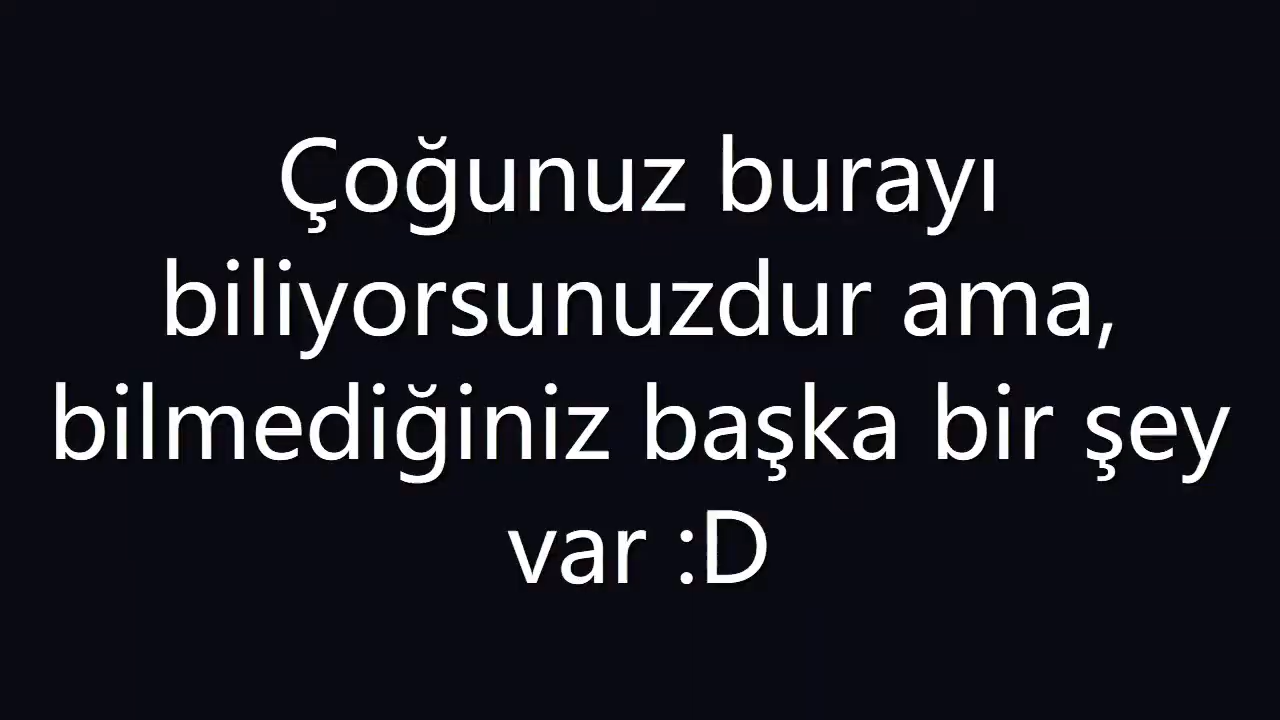 Çoğunuz burayı
biliyorsunuzdur ama,
bilmediğiniz başka bir şey
var :D